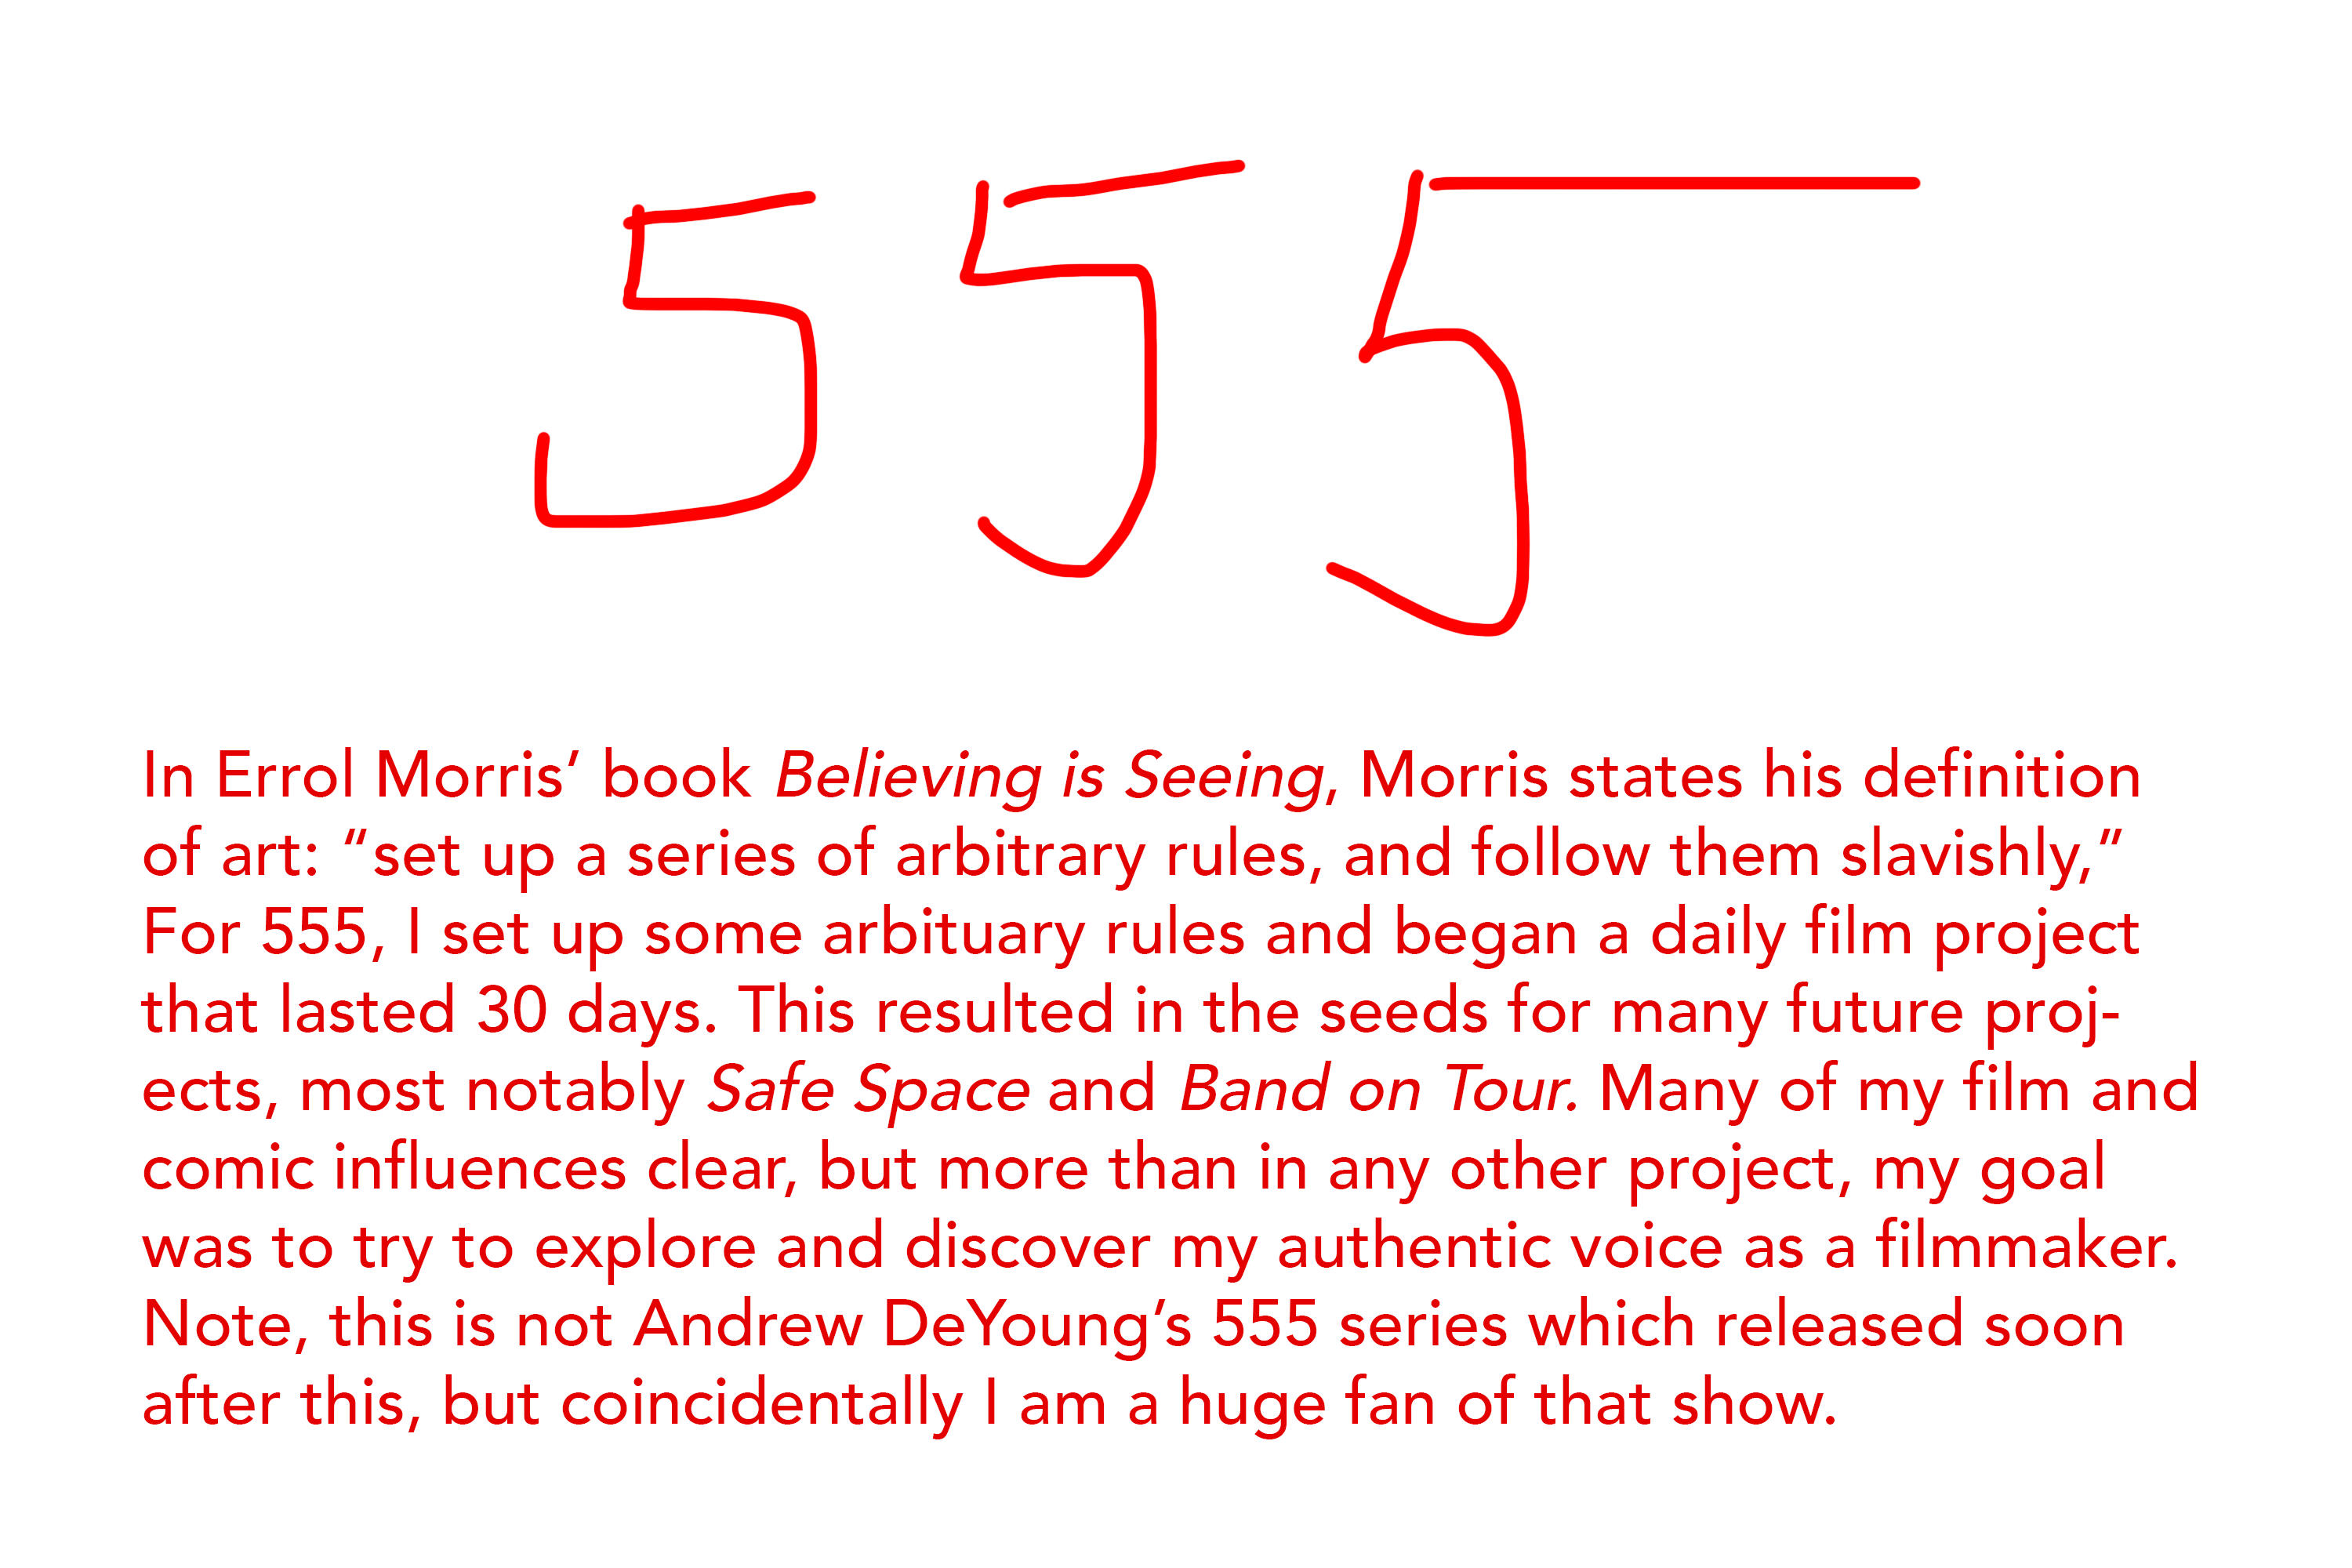 555
In Errol Morris’ book Believing is Seeing, Morris states his definition
of art: “set up a series of arbitrary rules, and follow them slavishly,”
For 555, I set up some arbituary rules and began a daily film project
that lasted 30 days. This resulted in the seeds for many future proj-
ects, most notably Safe Space and Band on Tour. Many of my film and
comic influences clear, but more than in any other project, my goal
was to try to explore and discover my authentic voice as a filmmaker.
Note, this is not Andrew DeYoung’s 555 series which released soon
after this, but coincidentally I am a huge fan of that show.